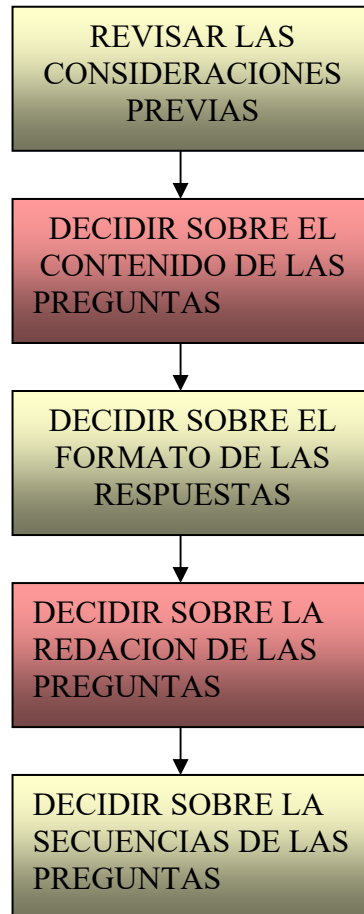 REVISAR LAS
CONSIDERACIONES
PREVIAS
DECIDIR SOBRE EL
CONTENIDO DE LAS
PREGUNTAS
DECIDIR SOBRE EL
FORMATO DE LAS
RESPUESTAS
DECIDIR SOBRE LA
REDACION DE LAS
PREGUNTAS
DECIDIR SOBRE LA
SECUENCIAS DE LAS
PREGUNTAS